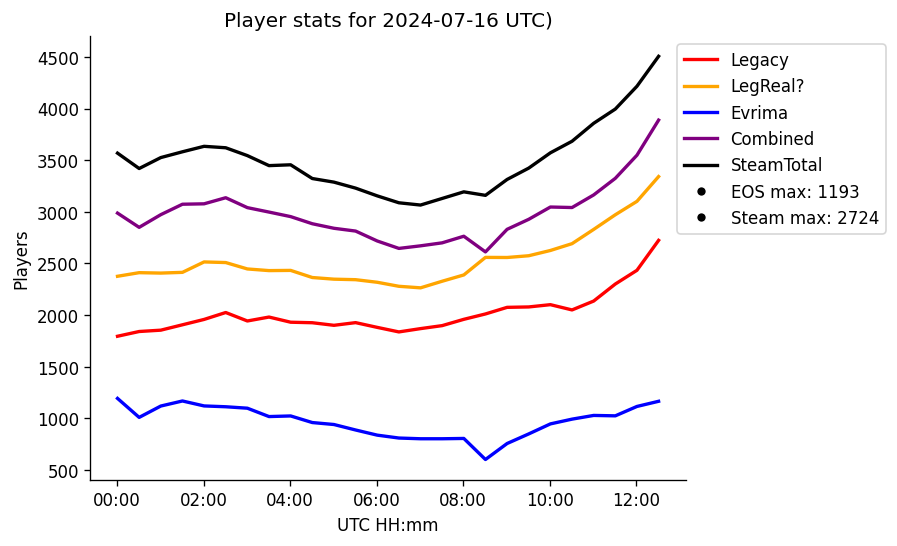 Player stats for 2024-07-16 UTC)
Players
4500
4000
3500
3000
2500
2000
1500
1000
500
00:00 02:00 04:00 06:00 08:00 10:00 12:00
UTC HH:mm
Legacy
LegReal?
Evrima
Combined
SteamTotal
EOS max: 1193
Steam max: 2724